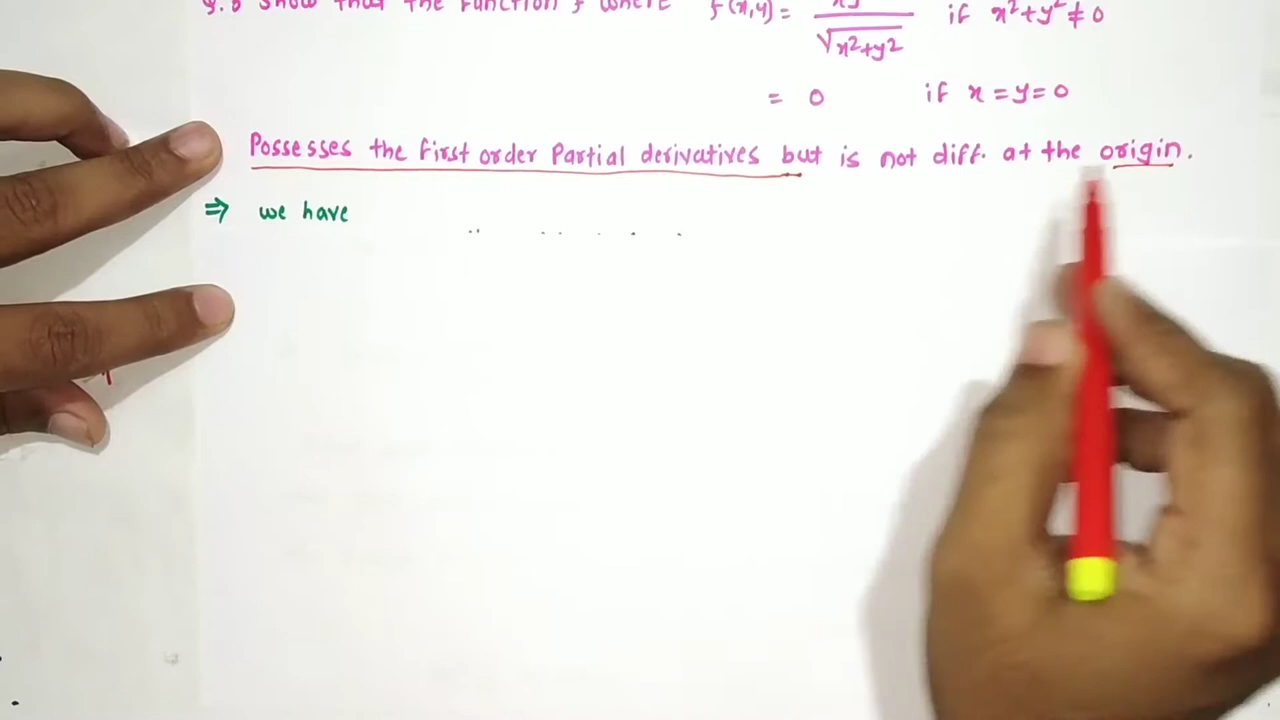 Show that the function f where f(x,y) = xy / √x²+y² if x²+y² ≠ 0
= 0 if x = y = 0
Possesses the first order Partial derivatives but is not diff. at the origin.
⇒ we have